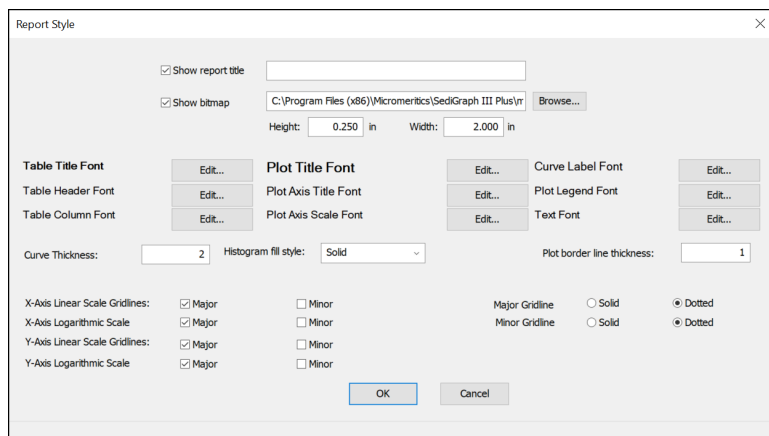 Report Style
Show report title
Show bitmap C:\Program Files (x86)\Micromeritics\SediGraph III Plus\m Browse...
Height: 0.250 in Width: 2.000 in
Table Title Font Edit... Plot Title Font Edit... Curve Label Font Edit...
Table Header Font Edit... Plot Axis Title Font Edit... Plot Legend Font Edit...
Table Column Font Edit... Plot Axis Scale Font Edit... Text Font Edit...
Curve Thickness: 2 Histogram fill style: Solid Plot border line thickness: 1
X-Axis Linear Scale Gridlines: Major Minor Major Gridline Solid Dotted
X-Axis Logarithmic Scale Major Minor Minor Gridline Solid Dotted
Y-Axis Linear Scale Gridlines: Major Minor
Y-Axis Logarithmic Scale Major Minor
OK Cancel